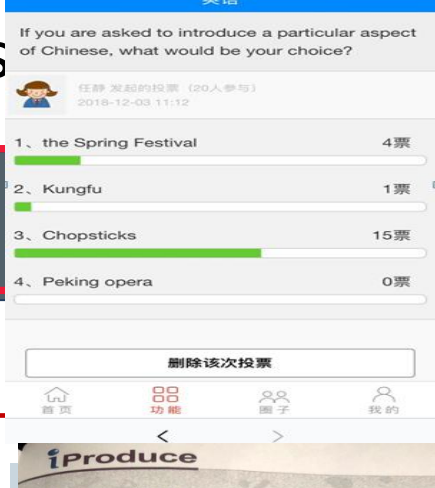 英语
If you are asked to introduce a particular aspect
of Chinese, what would be your choice?
任静 发起的投票（20人参与）
2018-12-03 11:12
1、the Spring Festival 4票
2、Kungfu 1票
3、Chopsticks 15票
4、Peking opera 0票
删除该次投票
首页 功能 圈子 我的
< >
iProduce